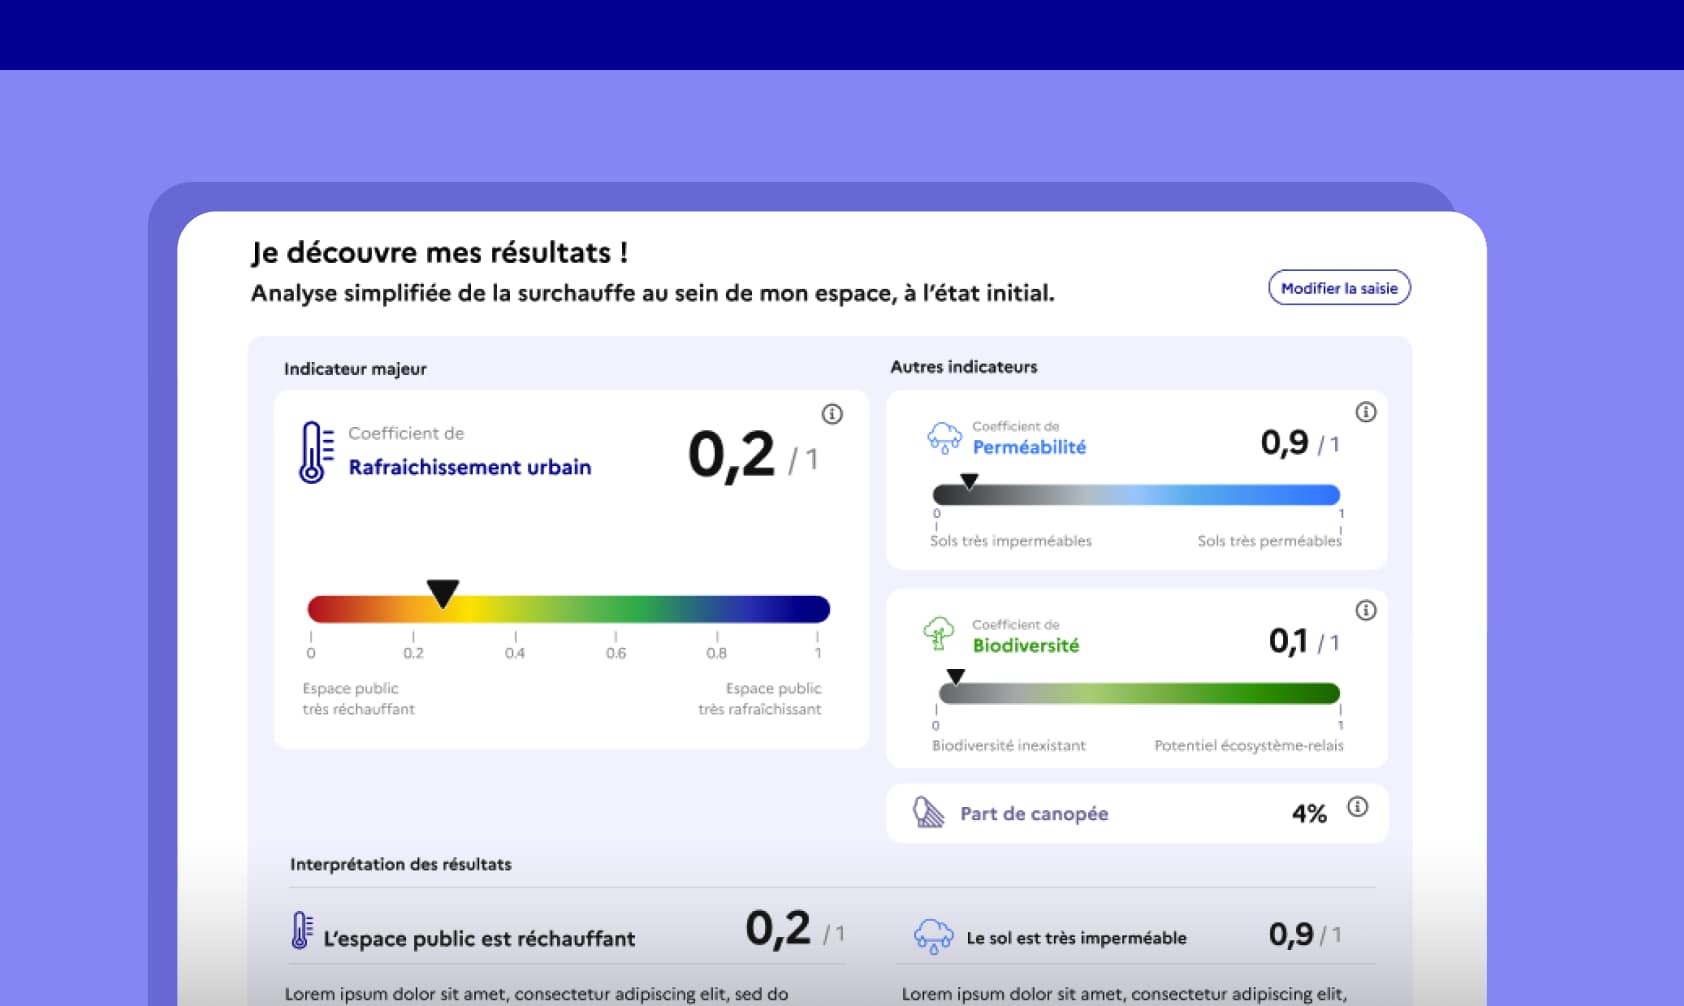 Je découvre mes résultats !
Analyse simplifiée de la surchauffe au sein de mon espace, à l’état initial.
Modifier la saisie
Indicateur majeur
Coefficient de
Rafraichissement urbain
0,2 / 1
0 0.2 0.4 0.6 0.8 1
Espace public
très réchauffant
Espace public
très rafraîchissant
Autres indicateurs
Coefficient de
Perméabilité
0,9 / 1
0 1
Sols très imperméables Sols très perméables
Coefficient de
Biodiversité
0,1 / 1
0 1
Biodiversité inexistant Potentiel écosystème-relais
Part de canopée 4%
Interprétation des résultats
L’espace public est réchauffant 0,2 / 1
Lorem ipsum dolor sit amet, consectetur adipiscing elit, sed do
Le sol est très imperméable 0,9 / 1
Lorem ipsum dolor sit amet, consectetur adipiscing elit,